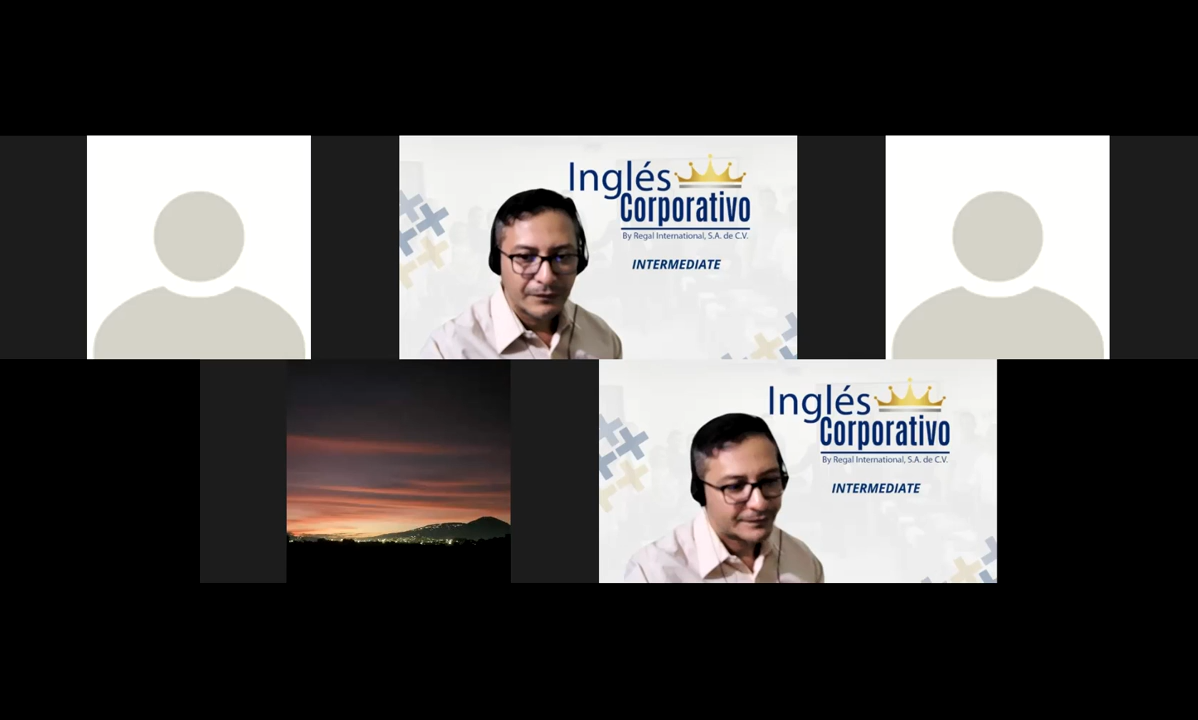 Inglés
Corporativo
By Regal International, S.A. de C.V.
INTERMEDIATE
Inglés
Corporativo
By Regal International, S.A. de C.V.
INTERMEDIATE